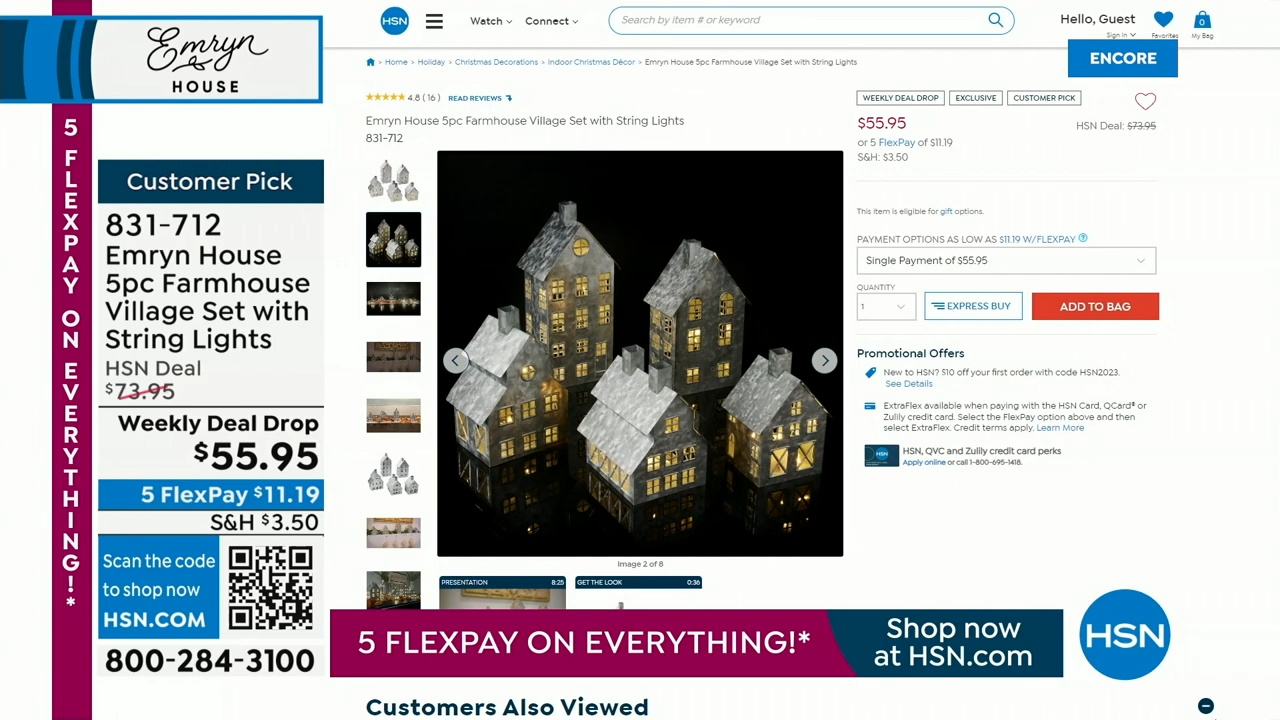 Emryn
HOUSE
5 FLEXPAY ON EVERYTHING!*
Customer Pick
831-712
Emryn House
5pc Farmhouse
Village Set with
String Lights
HSN Deal
$73.95
Weekly Deal Drop
$55.95
5 FlexPay $11.19
S&H $3.50
Scan the code
to shop now
HSN.COM
800-284-3100
HSN
Watch
Connect
Search by item # or keyword
Hello, Guest
Sign In
Favorites
0
My Bag
ENCORE
> Home > Holiday > Christmas Decorations > Indoor Christmas Décor > Emryn House 5pc Farmhouse Village Set with String Lights
4.8 ( 16 ) READ REVIEWS
Emryn House 5pc Farmhouse Village Set with String Lights
831-712
Image 2 of 8
PRESENTATION 8:25
GET THE LOOK 0:36
WEEKLY DEAL DROP EXCLUSIVE CUSTOMER PICK
$55.95
HSN Deal: $73.95
or 5 FlexPay of $11.19
S&H: $3.50
This item is eligible for gift options.
PAYMENT OPTIONS AS LOW AS $11.19 W/FLEXPAY ?
Single Payment of $55.95
QUANTITY
1
EXPRESS BUY
ADD TO BAG
Promotional Offers
New to HSN? $10 off your first order with code HSN2023.
See Details
ExtraFlex available when paying with the HSN Card, QCard® or
Zulily credit card. Select the FlexPay option above and then
select ExtraFlex. Credit terms apply. Learn More
HSN
HSN, QVC and Zulily credit card perks
Apply online or call 1-800-695-1418.
5 FLEXPAY ON EVERYTHING!*
Shop now
at HSN.com
HSN
Customers Also Viewed